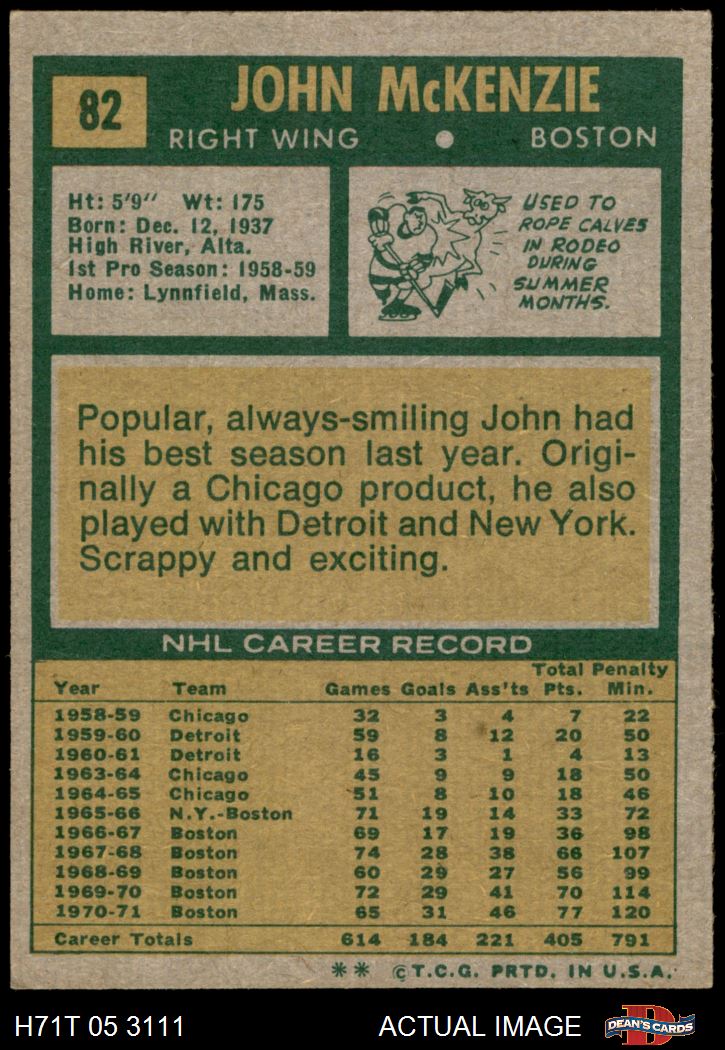 82
JOHN McKENZIE
RIGHT WING • BOSTON
Ht: 5'9" Wt: 175
Born: Dec. 12, 1937
High River, Alta.
1st Pro Season: 1958-59
Home: Lynnfield, Mass.
USED TO
ROPE CALVES
IN RODEO
DURING
SUMMER
MONTHS.
Popular, always-smiling John had
his best season last year. Origi-
nally a Chicago product, he also
played with Detroit and New York.
Scrappy and exciting.
NHL CAREER RECORD
Total Penalty
Year Team Games Goals Ass'ts Pts. Min.
1958-59 Chicago 32 3 4 7 22
1959-60 Detroit 59 8 12 20 50
1960-61 Detroit 16 3 1 4 13
1963-64 Chicago 45 9 9 18 50
1964-65 Chicago 51 8 10 18 46
1965-66 N.Y.-Boston 71 19 14 33 72
1966-67 Boston 69 17 19 36 98
1967-68 Boston 74 28 38 66 107
1968-69 Boston 60 29 27 56 99
1969-70 Boston 72 29 41 70 114
1970-71 Boston 65 31 46 77 120
Career Totals 614 184 221 405 791
** © T.C.G. PRTD. IN U.S.A.
H71T 05 3111 ACTUAL IMAGE
DEAN'S CARDS